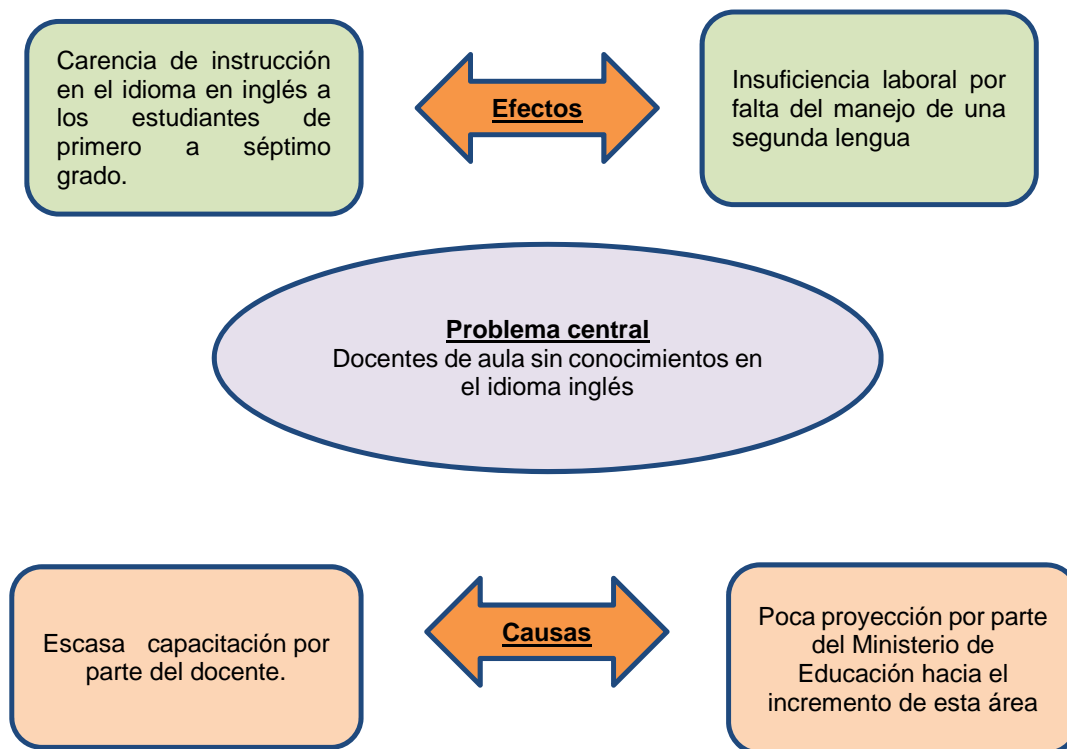 Carencia de instrucción
en el idioma en inglés a
los estudiantes de
primero a séptimo
grado.
Efectos
Insuficiencia laboral por
falta del manejo de una
segunda lengua
Problema central
Docentes de aula sin conocimientos en
el idioma inglés
Escasa capacitación por
parte del docente.
Causas
Poca proyección por parte
del Ministerio de
Educación hacia el
incremento de esta área